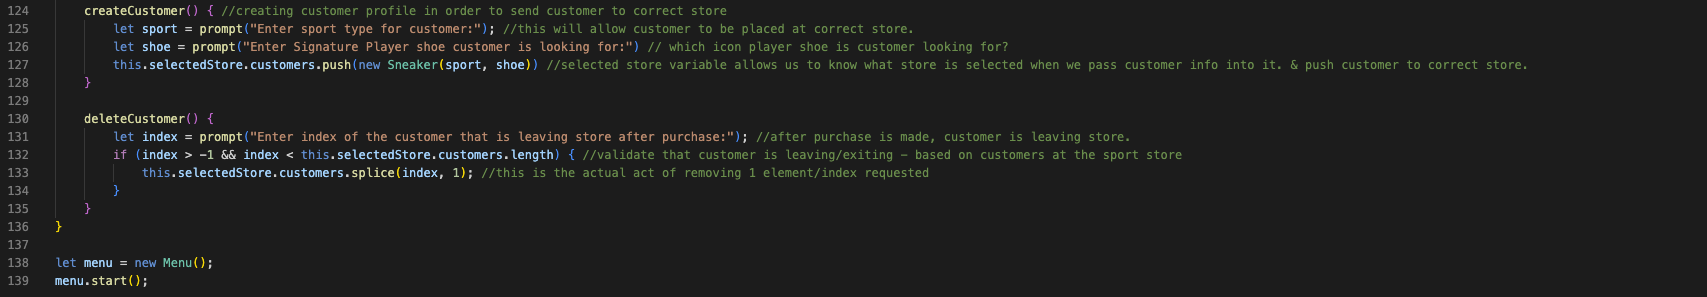 124 createCustomer() { //creating customer profile in order to send customer to correct store
125 let sport = prompt("Enter sport type for customer:"); //this will allow customer to be placed at correct store.
126 let shoe = prompt("Enter Signature Player shoe customer is looking for:") // which icon player shoe is customer looking for?
127 this.selectedStore.customers.push(new Sneaker(sport, shoe)) //selected store variable allows us to know what store is selected when we pass customer info into it. & push customer to correct store.
128 }
129
130 deleteCustomer() {
131 let index = prompt("Enter index of the customer that is leaving store after purchase:"); //after purchase is made, customer is leaving store.
132 if (index > -1 && index < this.selectedStore.customers.length) { //validate that customer is leaving/exiting - based on customers at the sport store
133 this.selectedStore.customers.splice(index, 1); //this is the actual act of removing 1 element/index requested
134 }
135 }
136 }
137
138 let menu = new Menu();
139 menu.start();